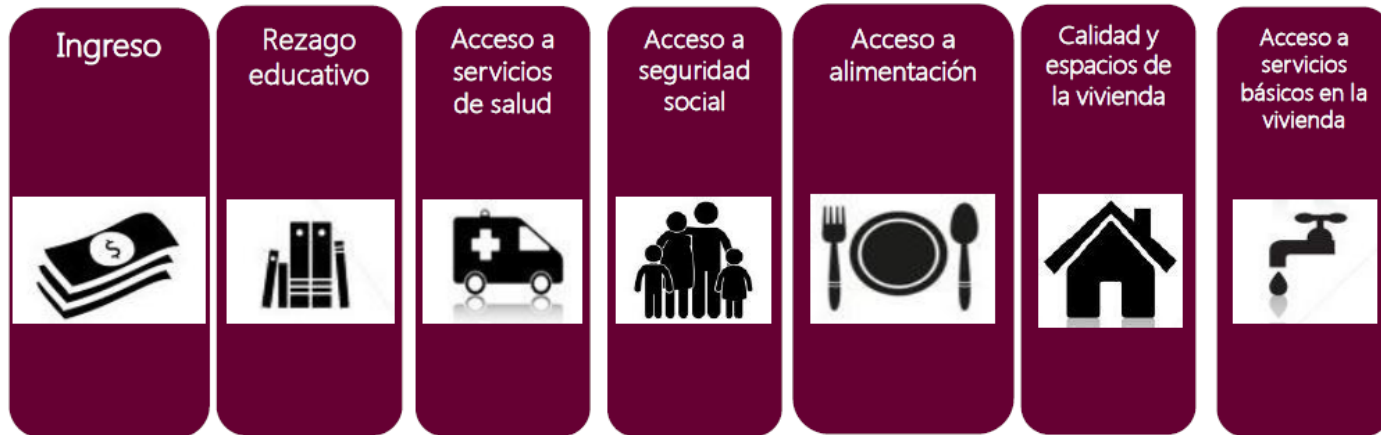 Ingreso
Rezago
educativo
Acceso a
servicios
de salud
Acceso a
seguridad
social
Acceso a
alimentación
Calidad y
espacios de
la vivienda
Acceso a
servicios
básicos en la
vivienda
$